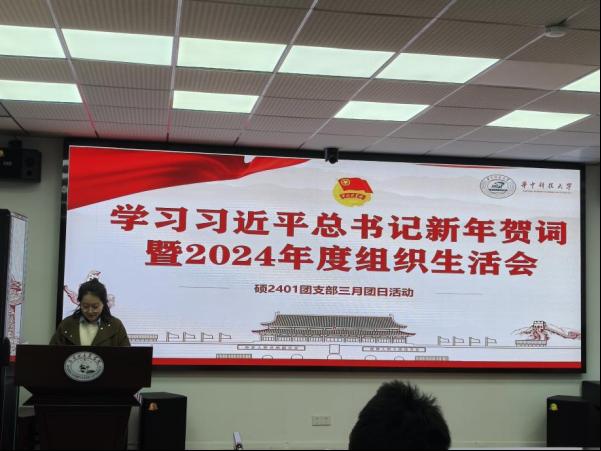 华中科技大学
学习习近平总书记新年贺词
暨2024年度组织生活会
硕2401团支部三月团日活动